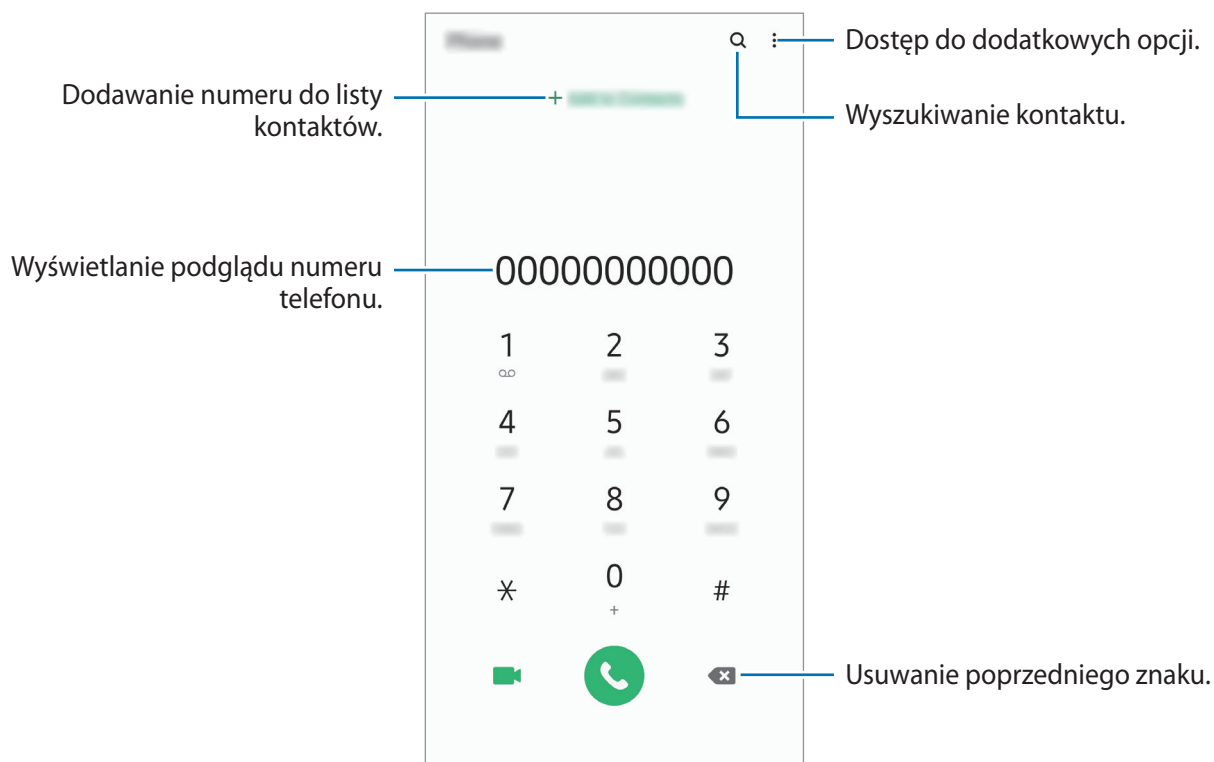 Dostęp do dodatkowych opcji.
Dodawanie numeru do listy
kontaktów.
Wyszukiwanie kontaktu.
Wyświetlanie podglądu numeru
telefonu.
00000000000
1 2 3
4 5 6
7 8 9
0 #
+
Usuwanie poprzedniego znaku.